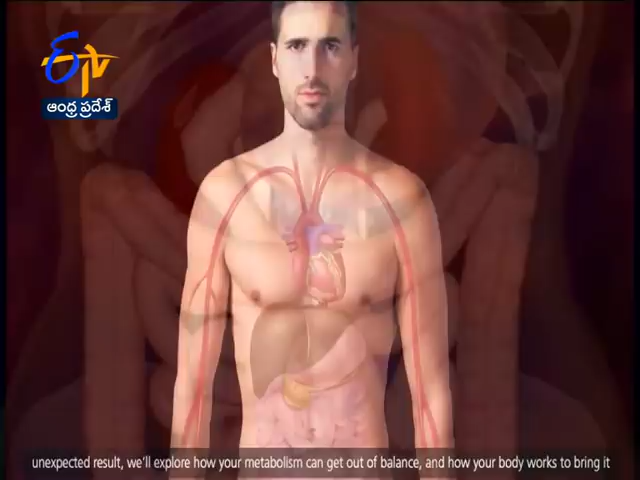 ETV
ఆంధ్ర ప్రదేశ్
unexpected result, we'll explore how your metabolism can get out of balance, and how your body works to bring it